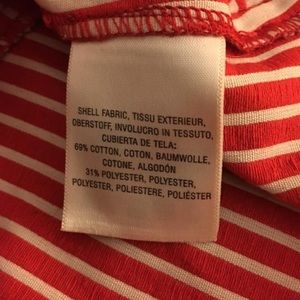 SHELL FABRIC, TISSU EXTERIEUR,
OBERSTOFF, INVOLUCRO IN TESSUTO,
CUBIERTA DE TELA:
69% COTTON, COTON, BAUMWOLLE,
COTONE, ALGODÓN
31% POLYESTER, POLYESTER,
POLYESTER, POLIESTERE, POLIÉSTER